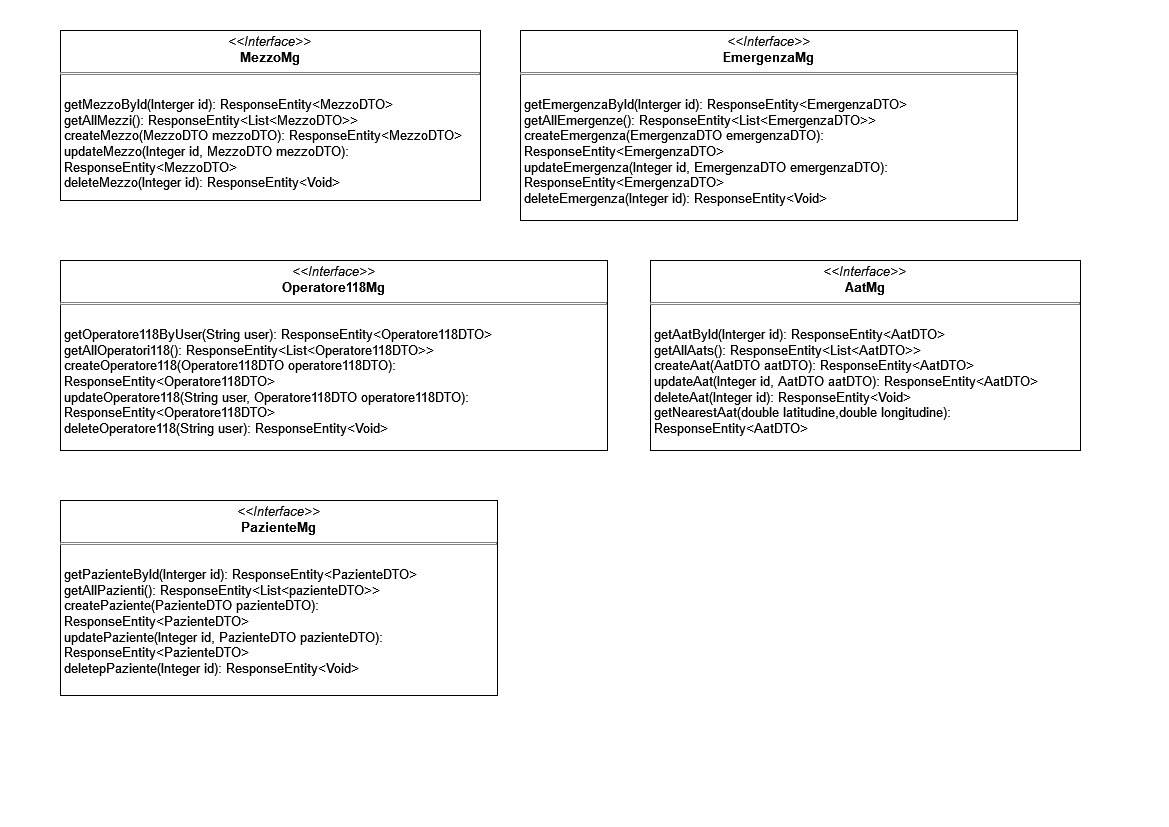 <<Interface>>
MezzoMg
getMezzoById(Interger id): ResponseEntity<MezzoDTO>
getAllMezzi(): ResponseEntity<List<MezzoDTO>>
createMezzo(MezzoDTO mezzoDTO): ResponseEntity<MezzoDTO>
updateMezzo(Integer id, MezzoDTO mezzoDTO):
ResponseEntity<MezzoDTO>
deleteMezzo(Integer id): ResponseEntity<Void>
<<Interface>>
EmergenzaMg
getEmergenzaById(Interger id): ResponseEntity<EmergenzaDTO>
getAllEmergenze(): ResponseEntity<List<EmergenzaDTO>>
createEmergenza(EmergenzaDTO emergenzaDTO):
ResponseEntity<EmergenzaDTO>
updateEmergenza(Integer id, EmergenzaDTO emergenzaDTO):
ResponseEntity<EmergenzaDTO>
deleteEmergenza(Integer id): ResponseEntity<Void>
<<Interface>>
Operatore118Mg
getOperatore118ByUser(String user): ResponseEntity<Operatore118DTO>
getAllOperatori118(): ResponseEntity<List<Operatore118DTO>>
createOperatore118(Operatore118DTO operatore118DTO):
ResponseEntity<Operatore118DTO>
updateOperatore118(String user, Operatore118DTO operatore118DTO):
ResponseEntity<Operatore118DTO>
deleteOperatore118(String user): ResponseEntity<Void>
<<Interface>>
AatMg
getAatById(Interger id): ResponseEntity<AatDTO>
getAllAats(): ResponseEntity<List<AatDTO>>
createAat(AatDTO aatDTO): ResponseEntity<AatDTO>
updateAat(Integer id, AatDTO aatDTO): ResponseEntity<AatDTO>
deleteAat(Integer id): ResponseEntity<Void>
getNearestAat(double latitudine,double longitudine):
ResponseEntity<AatDTO>
<<Interface>>
PazienteMg
getPazienteById(Interger id): ResponseEntity<PazienteDTO>
getAllPazienti(): ResponseEntity<List<pazienteDTO>>
createPaziente(PazienteDTO pazienteDTO):
ResponseEntity<PazienteDTO>
updatePaziente(Integer id, PazienteDTO pazienteDTO):
ResponseEntity<PazienteDTO>
deletepPaziente(Integer id): ResponseEntity<Void>